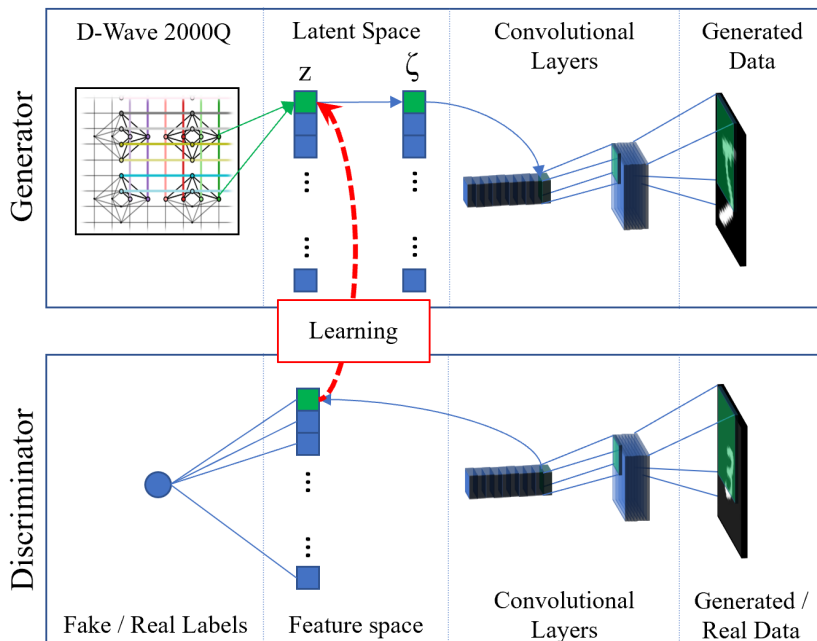 D-Wave 2000Q
Latent Space
Convolutional
Layers
Generated
Data
z
ζ
Generator
Learning
Discriminator
Fake / Real Labels
Feature space
Convolutional
Layers
Generated /
Real Data